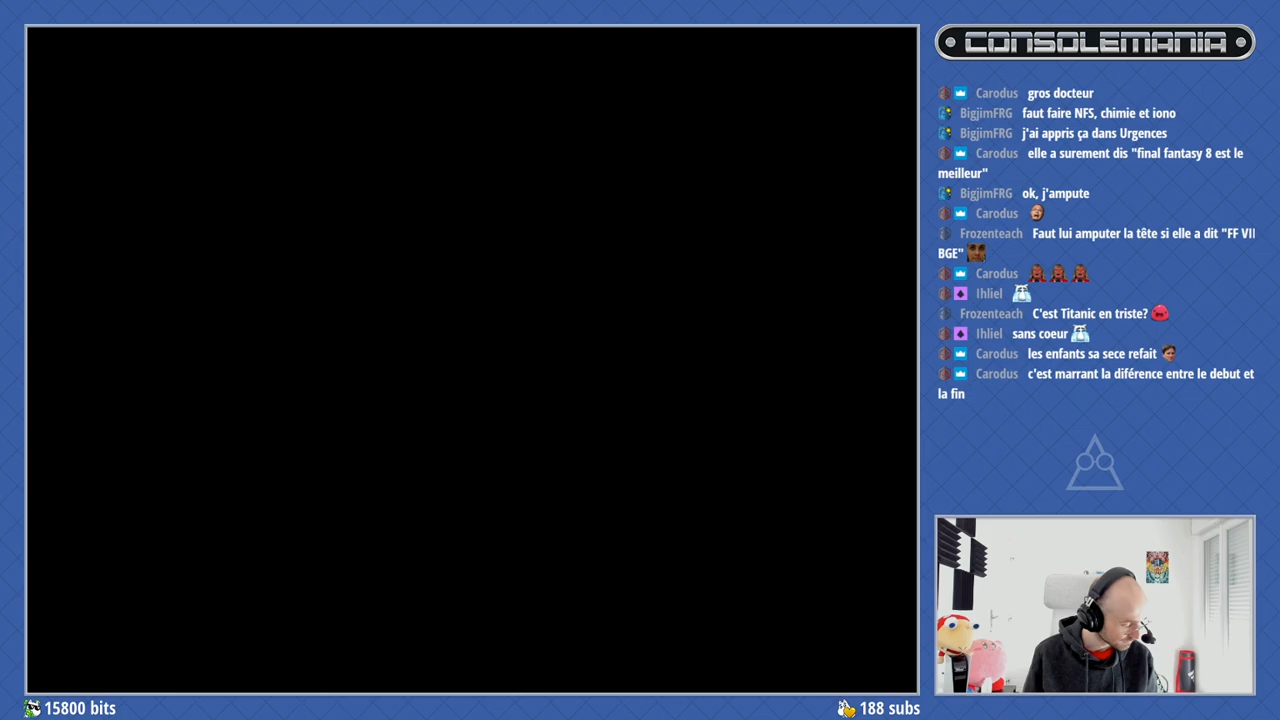 CONSOLEMANIA
Carodus gros docteur
BigjimFRG faut faire NFS, chimie et iono
BigjimFRG j'ai appris ça dans Urgences
Carodus elle a surement dis "final fantasy 8 est le
meilleur"
BigjimFRG ok, j'ampute
Carodus
Frozenteach Faut lui amputer la tête si elle a dit "FF VII
BGE"
Carodus
Ihliel
Frozenteach C'est Titanic en triste?
Ihliel sans coeur
Carodus les enfants sa sece refait
Carodus c'est marrant la diférence entre le debut et
la fin
15800 bits
188 subs